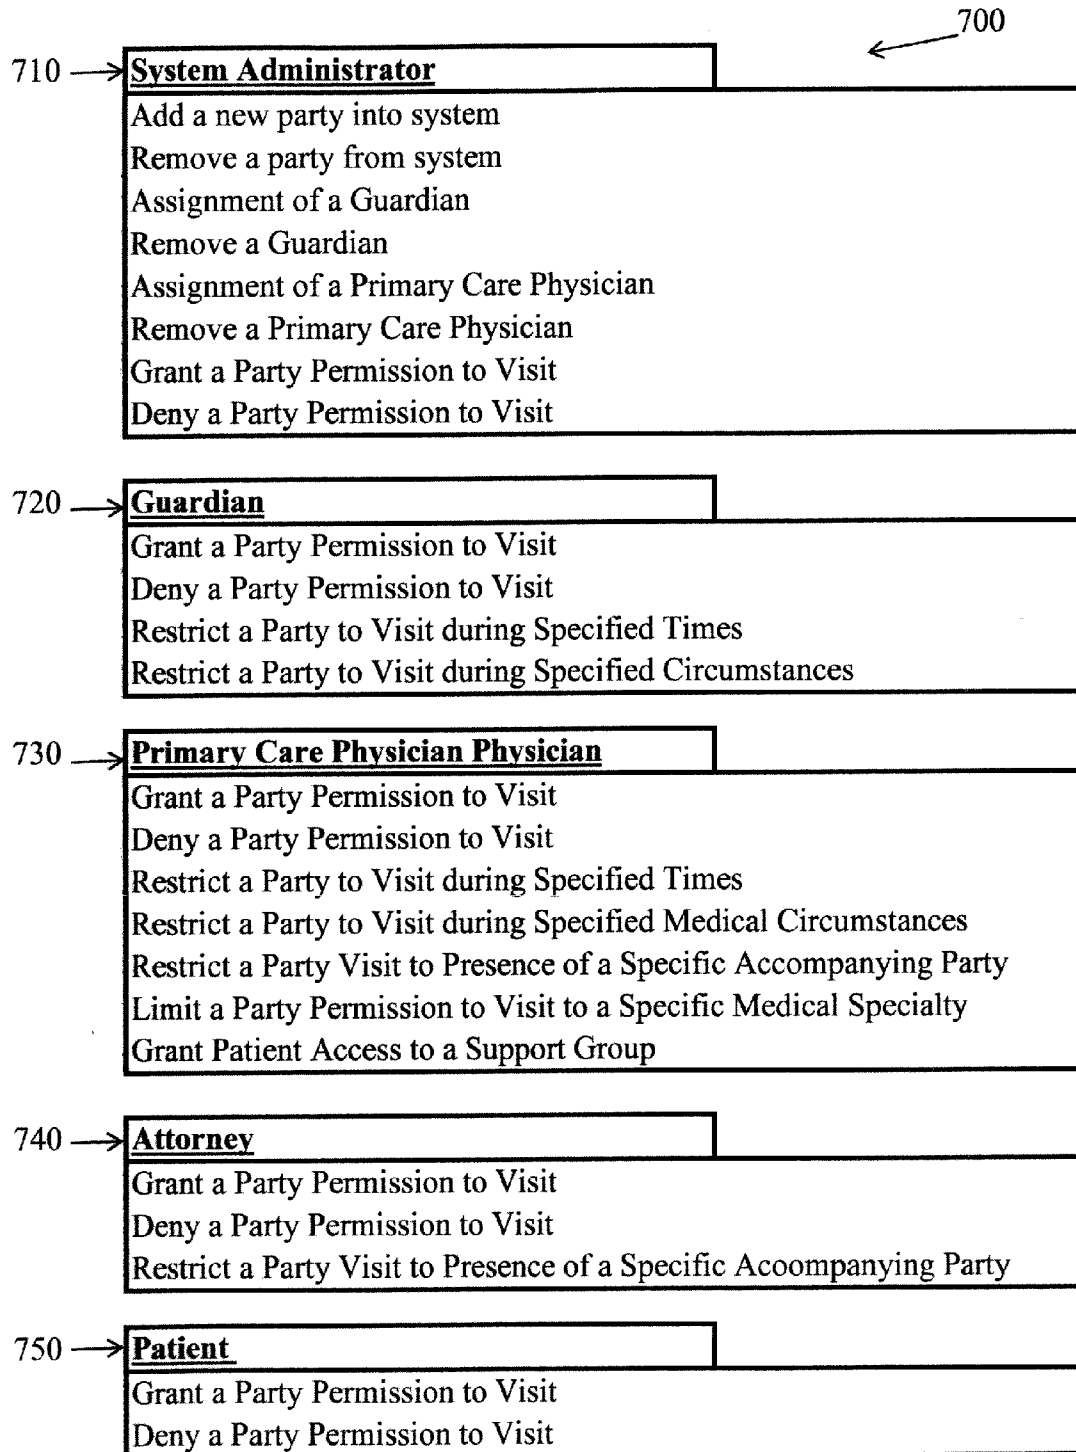 700
710 System Administrator
Add a new party into system
Remove a party from system
Assignment of a Guardian
Remove a Guardian
Assignment of a Primary Care Physician
Remove a Primary Care Physician
Grant a Party Permission to Visit
Deny a Party Permission to Visit
720 Guardian
Grant a Party Permission to Visit
Deny a Party Permission to Visit
Restrict a Party to Visit during Specified Times
Restrict a Party to Visit during Specified Circumstances
730 Primary Care Physician Physician
Grant a Party Permission to Visit
Deny a Party Permission to Visit
Restrict a Party to Visit during Specified Times
Restrict a Party to Visit during Specified Medical Circumstances
Restrict a Party Visit to Presence of a Specific Accompanying Party
Limit a Party Permission to Visit to a Specific Medical Specialty
Grant Patient Access to a Support Group
740 Attorney
Grant a Party Permission to Visit
Deny a Party Permission to Visit
Restrict a Party Visit to Presence of a Specific Acoompanying Party
750 Patient
Grant a Party Permission to Visit
Deny a Party Permission to Visit